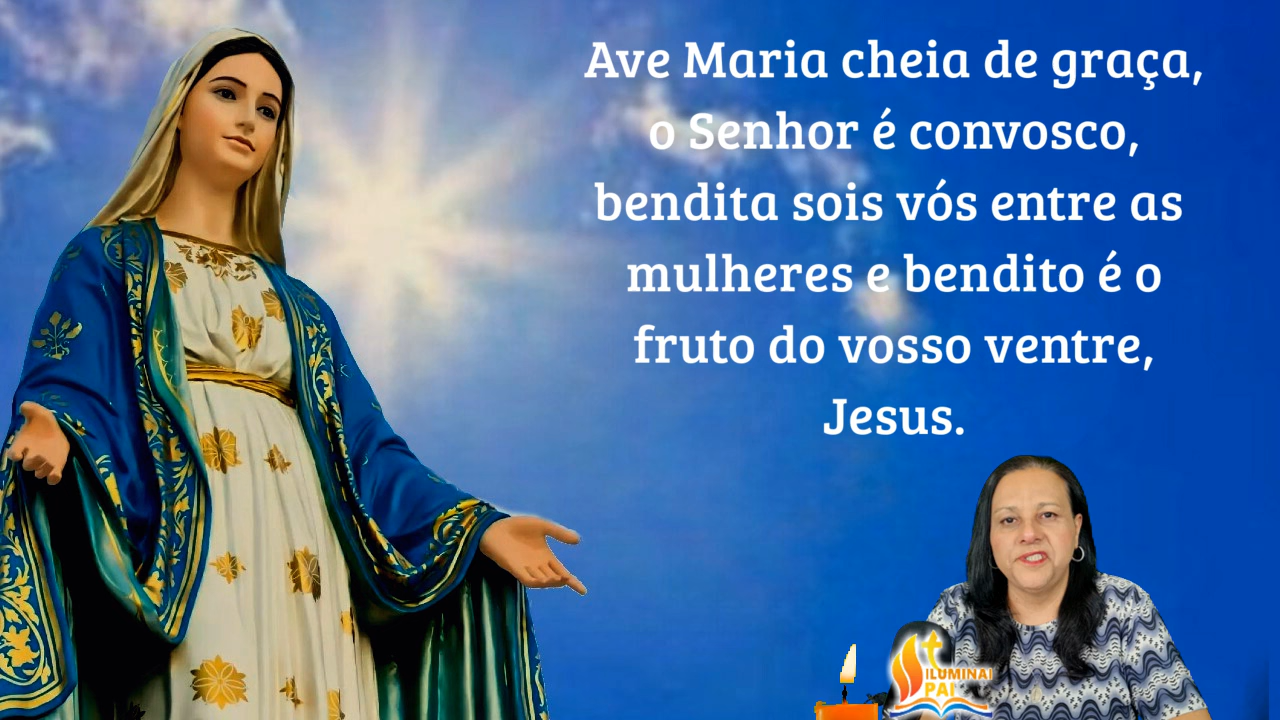 Ave Maria cheia de graça,
o Senhor é convosco,
bendita sois vós entre as
mulheres e bendito é o
fruto do vosso ventre,
Jesus.
ILUMINAI
PAI